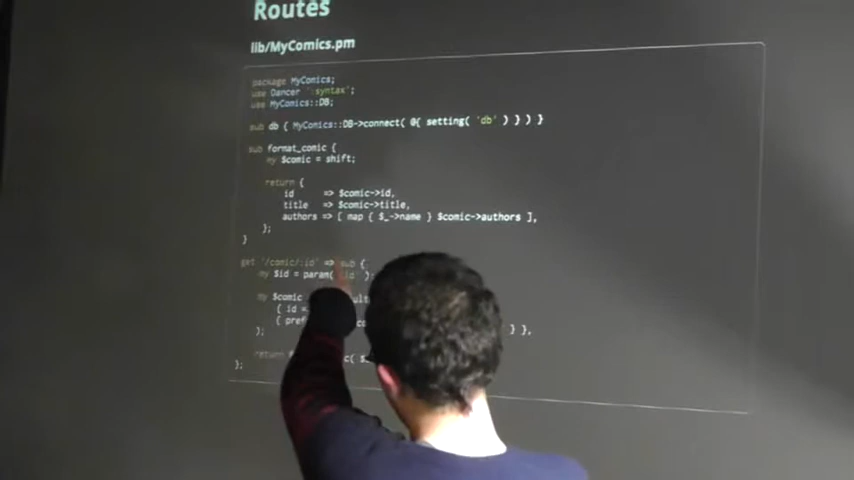 Routes
lib/MyComics.pm
package MyComics;
use Dancer ':syntax';
use MyComics::DB;
sub db { MyComics::DB->connect( @{ setting( 'db' ) } ) }
sub format_comic {
my $comic = shift;
return {
id => $comic->id,
title => $comic->title,
authors => [ map { $_->name } $comic->authors ],
};
}
get '/comic/:id' => sub {
my $id = param( 'id' );
my $comic
{ id =
{ pref } },
);
return
};